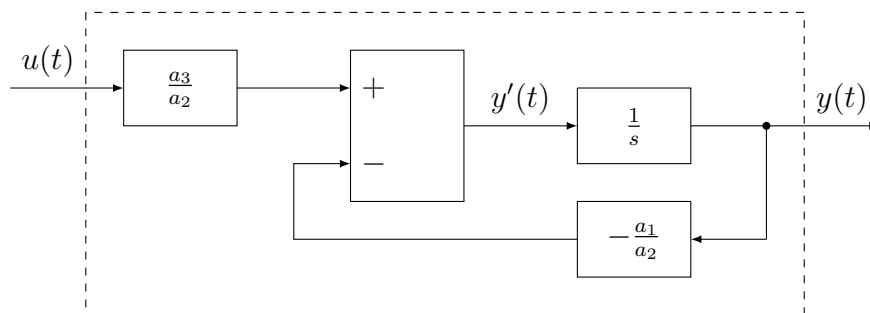 u(t)
a₃/a₂
+
−
y′(t)
1/s
y(t)
−a₁/a₂